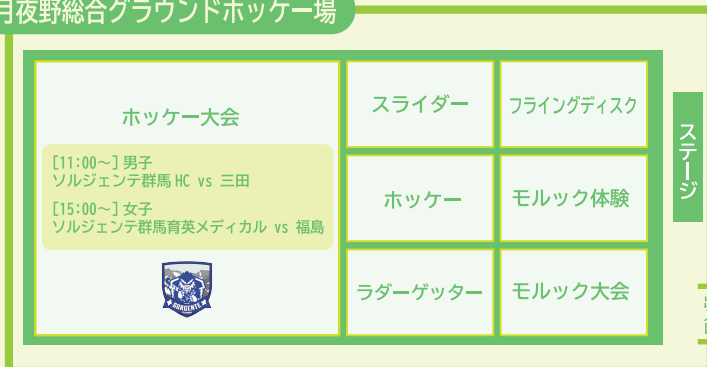 月夜野総合グラウンドホッケー場
ホッケー大会
[11:00〜]男子
ソルジェンテ群馬HC vs 三田
[15:00〜]女子
ソルジェンテ群馬育英メディカル vs 福島
SORGENTE
スライダー
フライングディスク
ホッケー
モルック体験
ラダーゲッター
モルック大会
ステージ